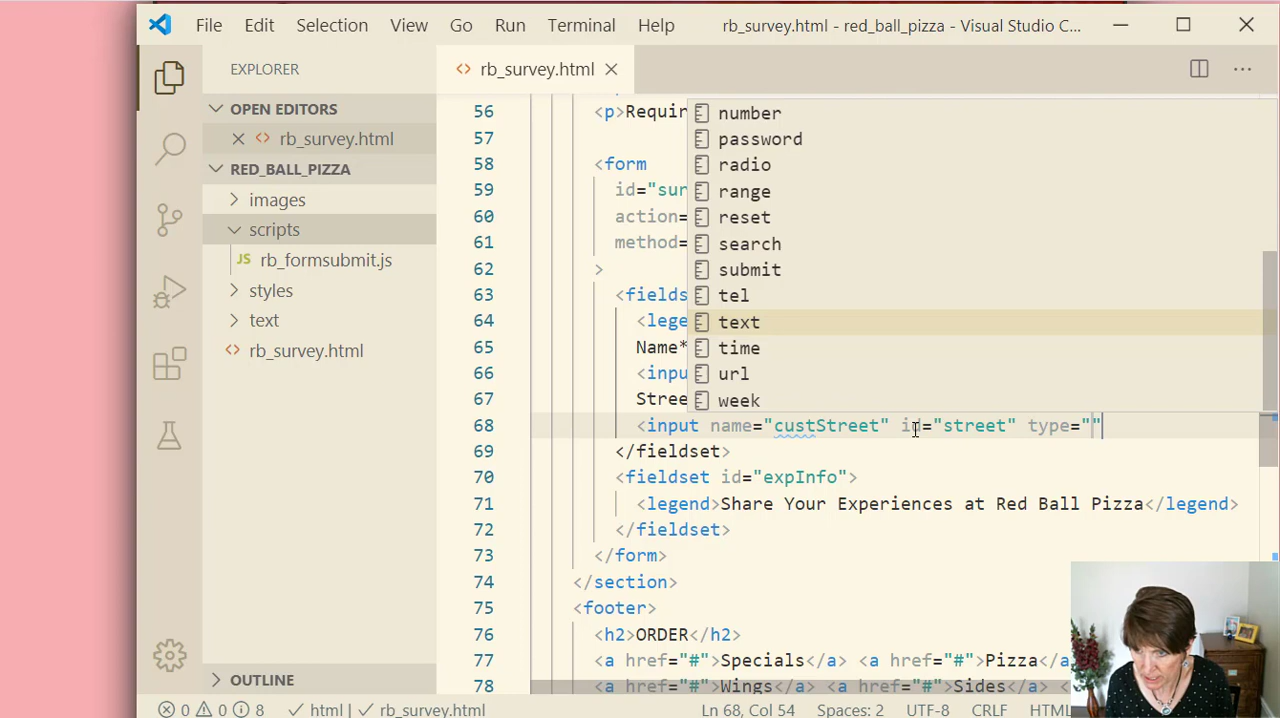 File Edit Selection View Go Run Terminal Help rb_survey.html - red_ball_pizza - Visual Studio C...
EXPLORER
rb_survey.html
OPEN EDITORS
rb_survey.html
RED_BALL_PIZZA
images
scripts
JS rb_formsubmit.js
styles
text
rb_survey.html
OUTLINE
56 <p>Requir
57
58 <form
59 id="sur
60 action=
61 method=
62 >
63 <fields
64 <lege
65 Name*
66 <inpu
67 Stree
68 <input name="custStreet" id="street" type=""
69 </fieldset>
70 <fieldset id="expInfo">
71 <legend>Share Your Experiences at Red Ball Pizza</legend>
72 </fieldset>
73 </form>
74 </section>
75 <footer>
76 <h2>ORDER</h2>
77 <a href="#">Specials</a> <a href="#">Pizza</a
78 <a href="#">Wings</a> <a href="#">Sides</a> <
number
password
radio
range
reset
search
submit
tel
text
time
url
week
0 0 8 html rb_survey.html Ln 68, Col 54 Spaces: 2 UTF-8 CRLF HTML